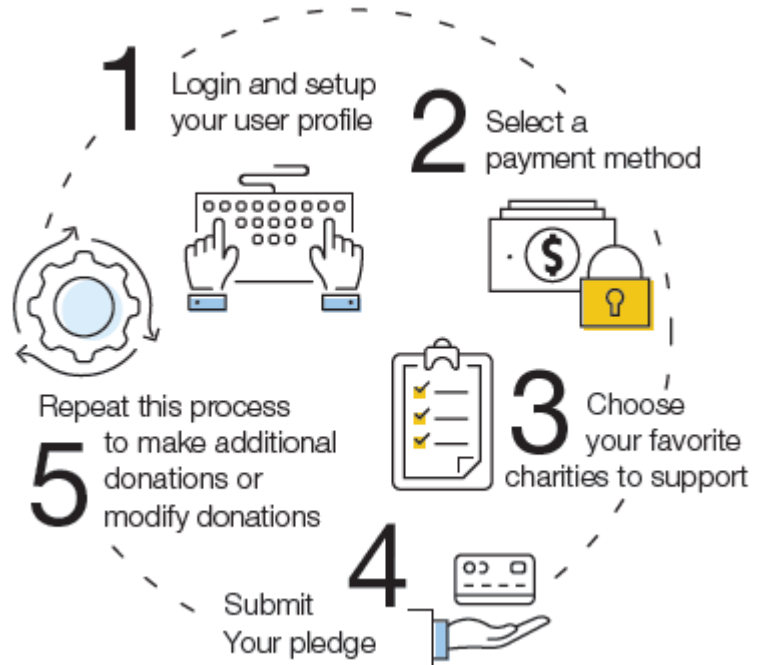 1
Login and setup
your user profile
2
Select a
payment method
$
3
Choose
your favorite
charities to support
4
Submit
Your pledge
5
Repeat this process
to make additional
donations or
modify donations